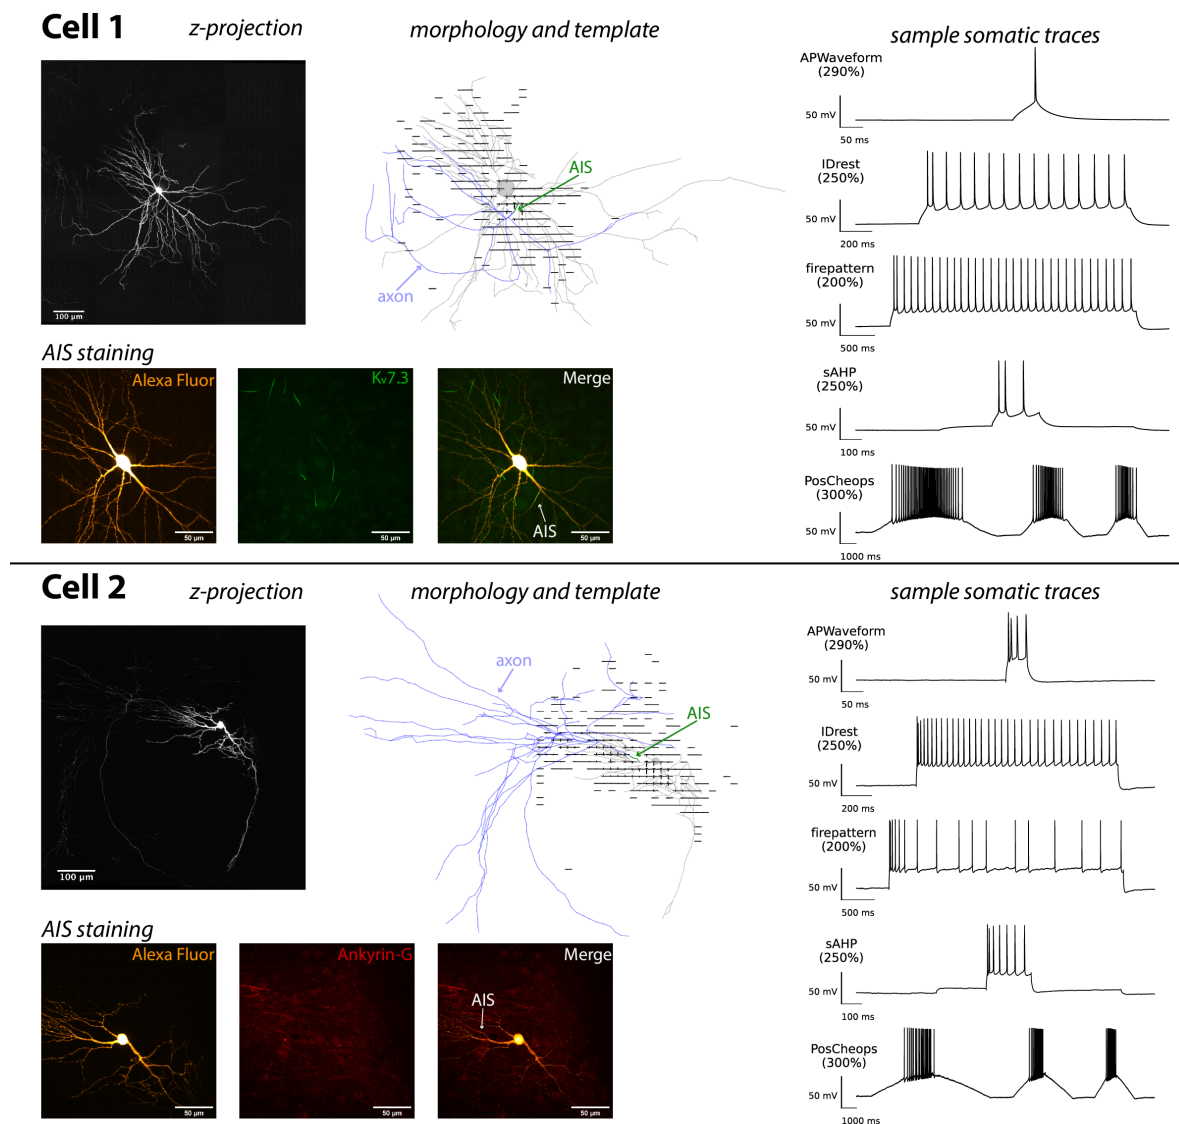 Cell 1
z-projection
morphology and template
sample somatic traces
100 µm
AIS
axon
APWaveform
(290%)
50 mV
50 ms
IDrest
(250%)
50 mV
200 ms
firepattern
(200%)
50 mV
500 ms
sAHP
(250%)
50 mV
100 ms
PosCheops
(300%)
50 mV
1000 ms
AIS staining
Alexa Fluor
50 µm
Kv7.3
50 µm
Merge
AIS
50 µm
Cell 2
z-projection
morphology and template
sample somatic traces
100 µm
axon
AIS
APWaveform
(290%)
50 mV
50 ms
IDrest
(250%)
50 mV
200 ms
firepattern
(200%)
50 mV
500 ms
sAHP
(250%)
50 mV
100 ms
PosCheops
(300%)
50 mV
1000 ms
AIS staining
Alexa Fluor
50 µm
Ankyrin-G
50 µm
Merge
AIS
50 µm